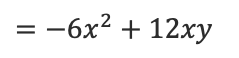 = −6x² + 12xy